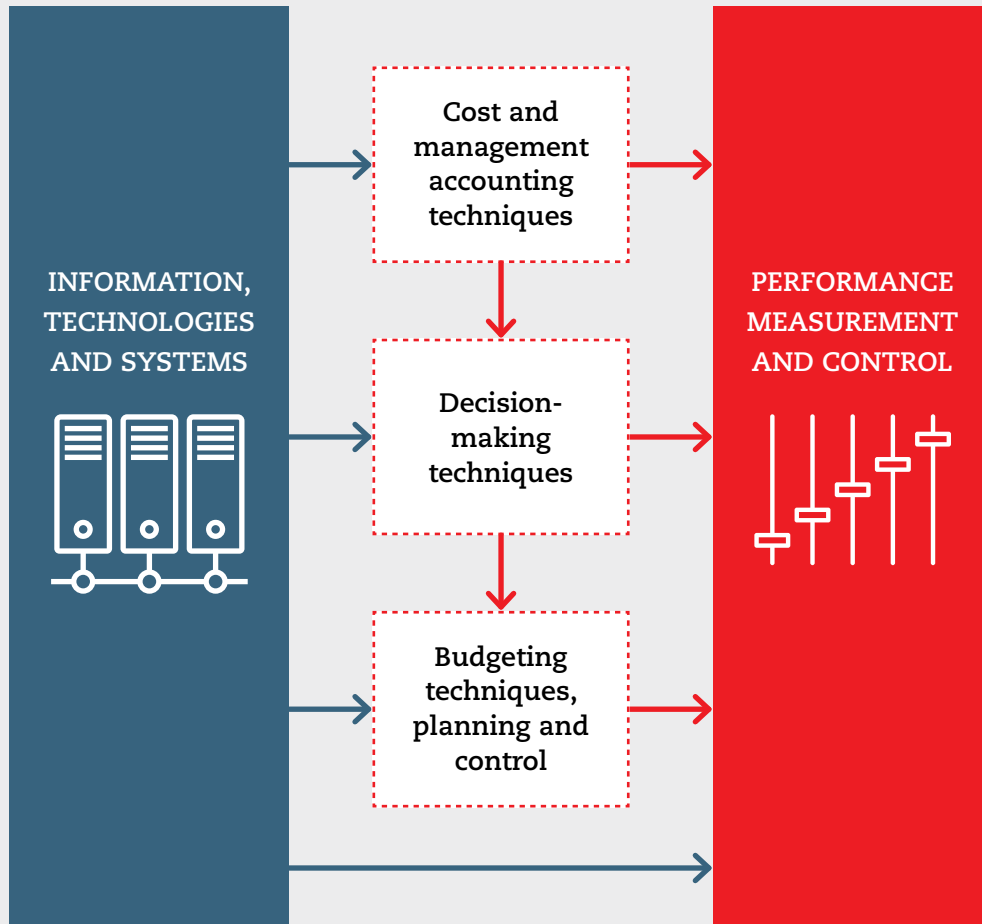 INFORMATION,
TECHNOLOGIES
AND SYSTEMS
Cost and
management
accounting
techniques
Decision-
making
techniques
Budgeting
techniques,
planning and
control
PERFORMANCE
MEASUREMENT
AND CONTROL